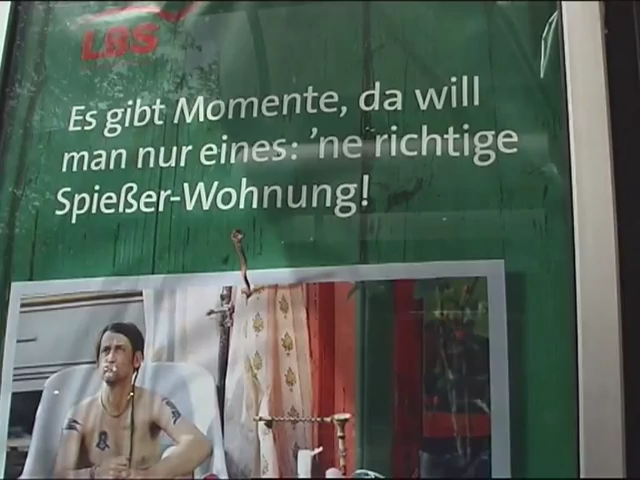 LBS
Es gibt Momente, da will
man nur eines: 'ne richtige
Spießer-Wohnung!